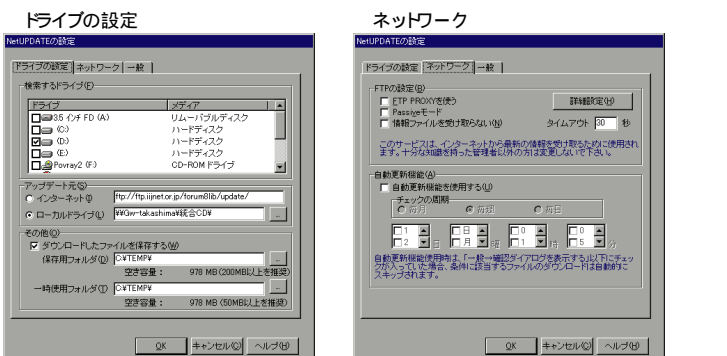 ドライブの設定
NetUPDATEの設定
ドライブの設定 ネットワーク 一般
検索するドライブ(E)
ドライブ メディア
3.5 インチ FD (A) リムーバブルディスク
(C:) ハードディスク
(D:) ハードディスク
(E:) ハードディスク
Povray2 (F:) CD-ROM ドライブ
アップデート元(S)
インターネット(I) ftp://ftp.iijnet.or.jp/forum8lib/update/
ローカルドライブ(L) ¥¥Gw-takashima¥統合CD¥ ...
その他(O)
ダウンロードしたファイルを保存する(W)
保存用フォルダ(D) C:¥TEMP¥ ...
空き容量： 978 MB (200MB以上を推奨)
一時使用フォルダ(T) C:¥TEMP¥ ...
空き容量： 978 MB (50MB以上を推奨)
OK キャンセル(C) ヘルプ(H)
ネットワーク
NetUPDATEの設定
ドライブの設定 ネットワーク 一般
FTPの設定(B)
FTP PROXYを使う 詳細設定(H)
Passiveモード
情報ファイルを受け取らない(N) タイムアウト 30 秒
このサービスは、インターネットから最新の情報を受け取るために使用され
ます。十分な知識を持った管理者以外の方は変更しないで下さい。
自動更新機能(A)
自動更新機能を使用する(U)
チェックの周期
毎月 毎週 毎日
1 日 0 0
2 日 月 曜 1 時 5 分
自動更新機能使用時は、「一般→確認ダイアログを表示する」以下にチェッ
クが入っていた場合、条件に該当するファイルのダウンロードは自動的に
スキップされます。
OK キャンセル(C) ヘルプ(H)